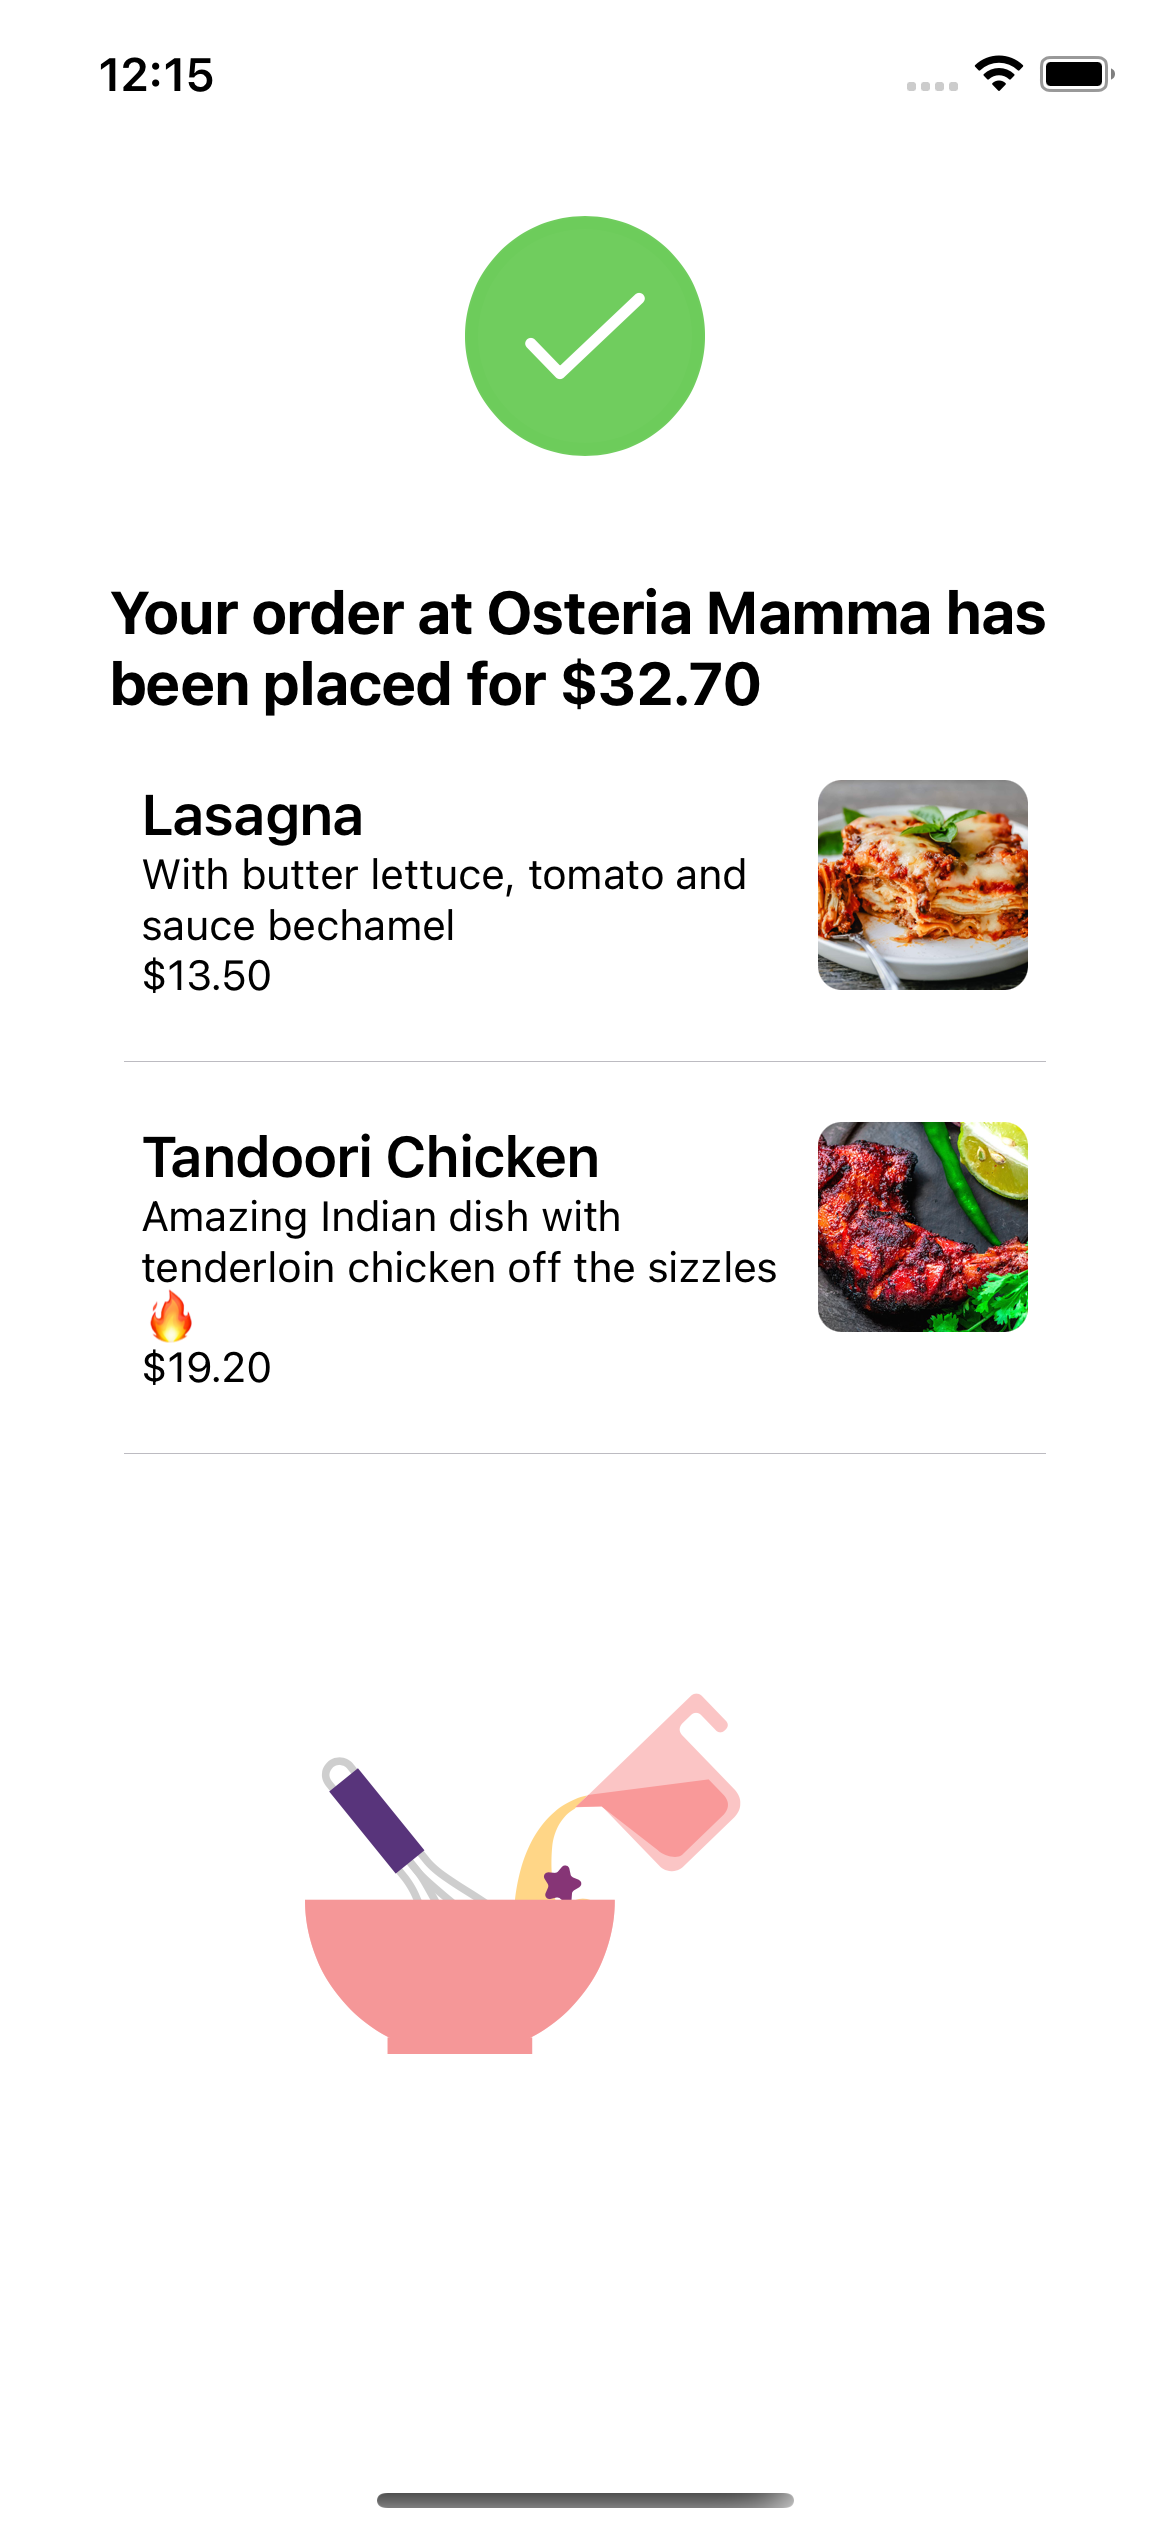 12:15
Your order at Osteria Mamma has
been placed for $32.70
Lasagna
With butter lettuce, tomato and
sauce bechamel
$13.50
Tandoori Chicken
Amazing Indian dish with
tenderloin chicken off the sizzles
🔥
$19.20